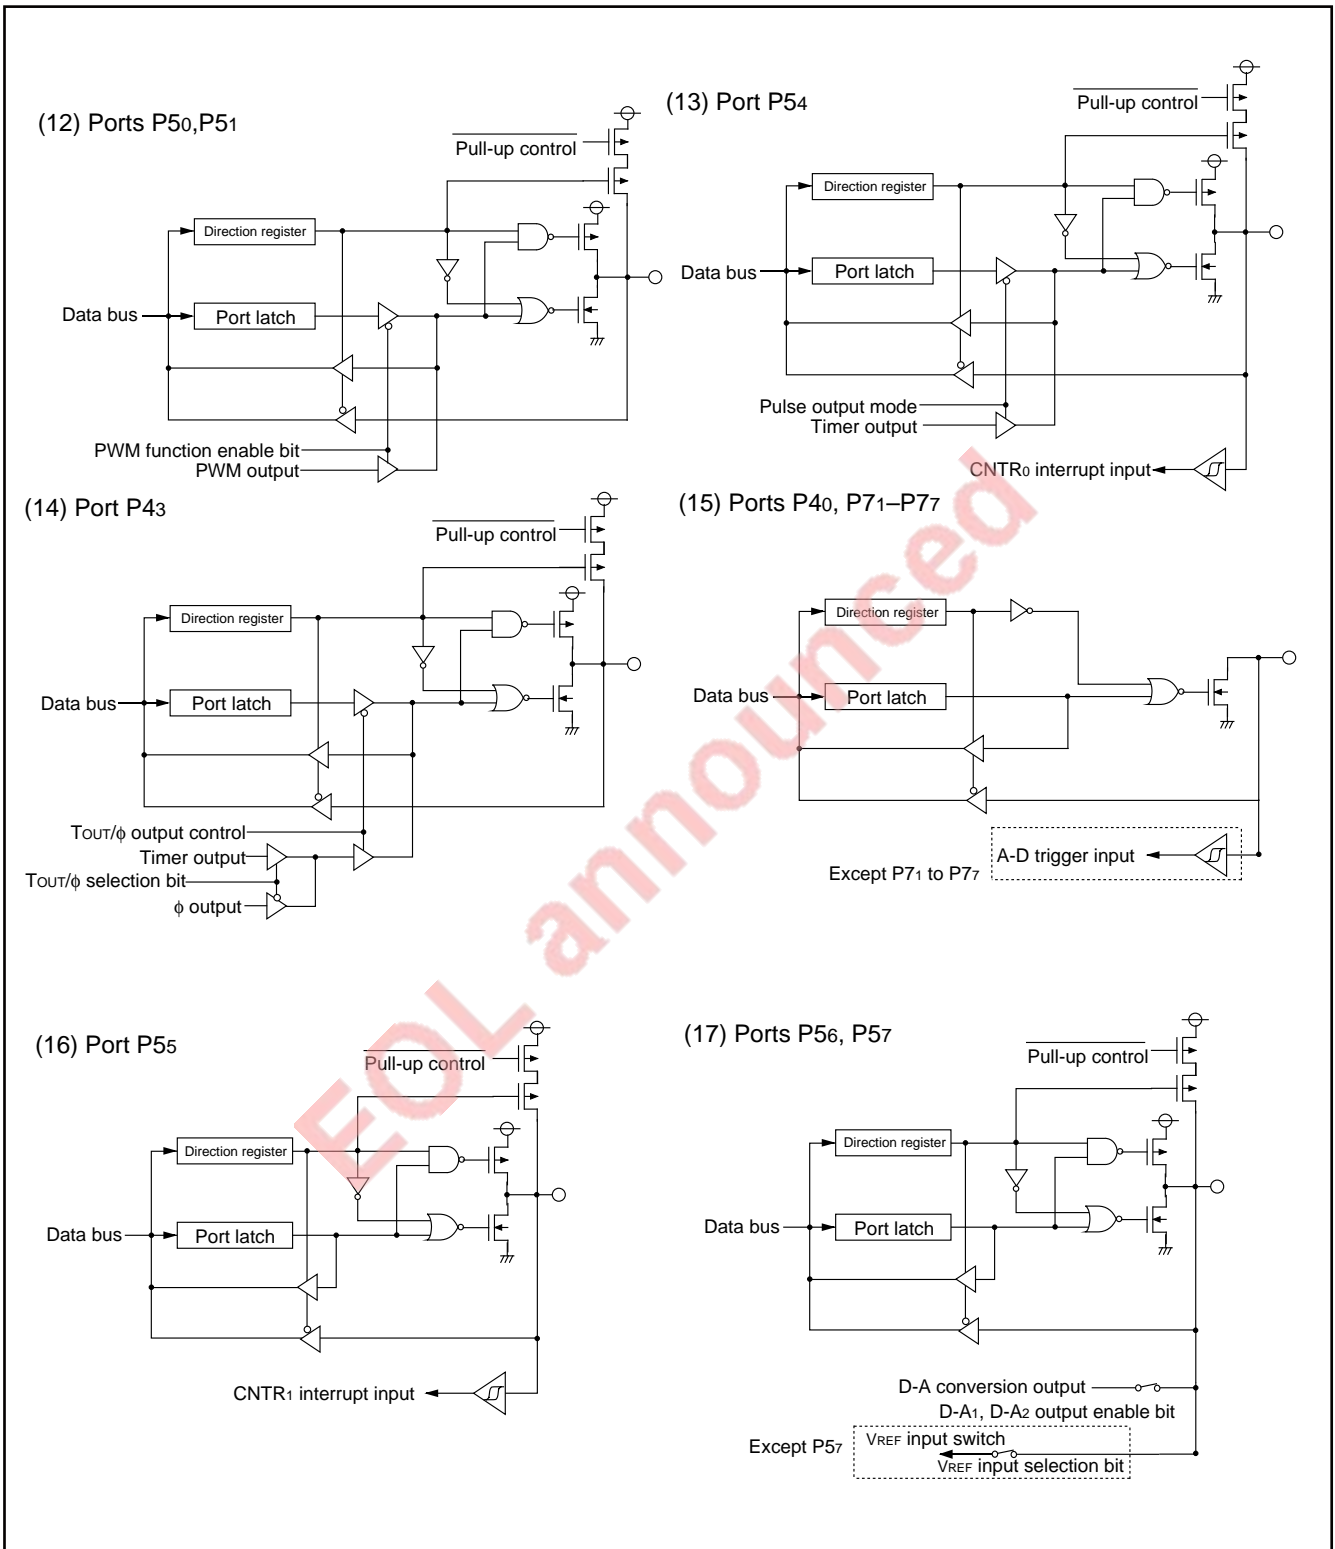 (12) Ports P50,P51
Pull-up control
Direction register
Data bus
Port latch
PWM function enable bit
PWM output
(13) Port P54
Pull-up control
Direction register
Data bus
Port latch
Pulse output mode
Timer output
CNTR0 interrupt input
(14) Port P43
Pull-up control
Direction register
Data bus
Port latch
TOUT/ϕ output control
Timer output
TOUT/ϕ selection bit
ϕ output
(15) Ports P40, P71–P77
Direction register
Data bus
Port latch
A-D trigger input
Except P71 to P77
(16) Port P55
Pull-up control
Direction register
Data bus
Port latch
CNTR1 interrupt input
(17) Ports P56, P57
Pull-up control
Direction register
Data bus
Port latch
D-A conversion output
D-A1, D-A2 output enable bit
Except P57
VREF input switch
VREF input selection bit
EOL announced